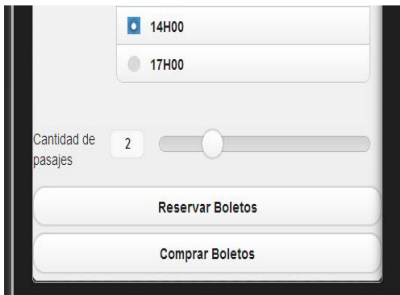 14H00
17H00
Cantidad de 2
pasajes
Reservar Boletos
Comprar Boletos